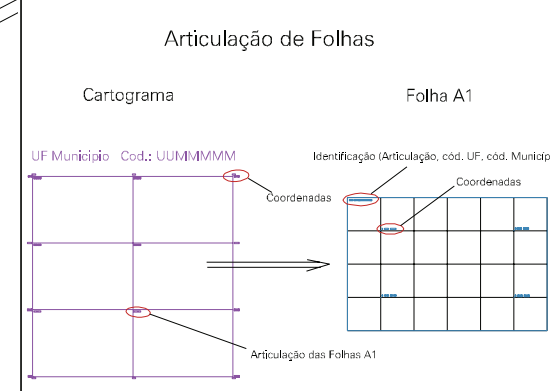 Articulação de Folhas
Cartograma
Folha A1
UF Municipio Cod.: UUMMMMM
Identificação (Articulação, cód. UF, cód. Municíp
Coordenadas
Coordenadas
Articulação das Folhas A1